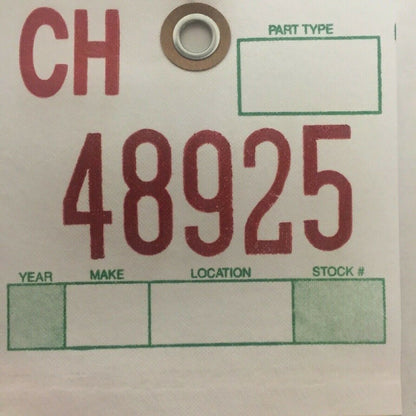 CH
PART TYPE
48925
YEAR MAKE LOCATION STOCK #